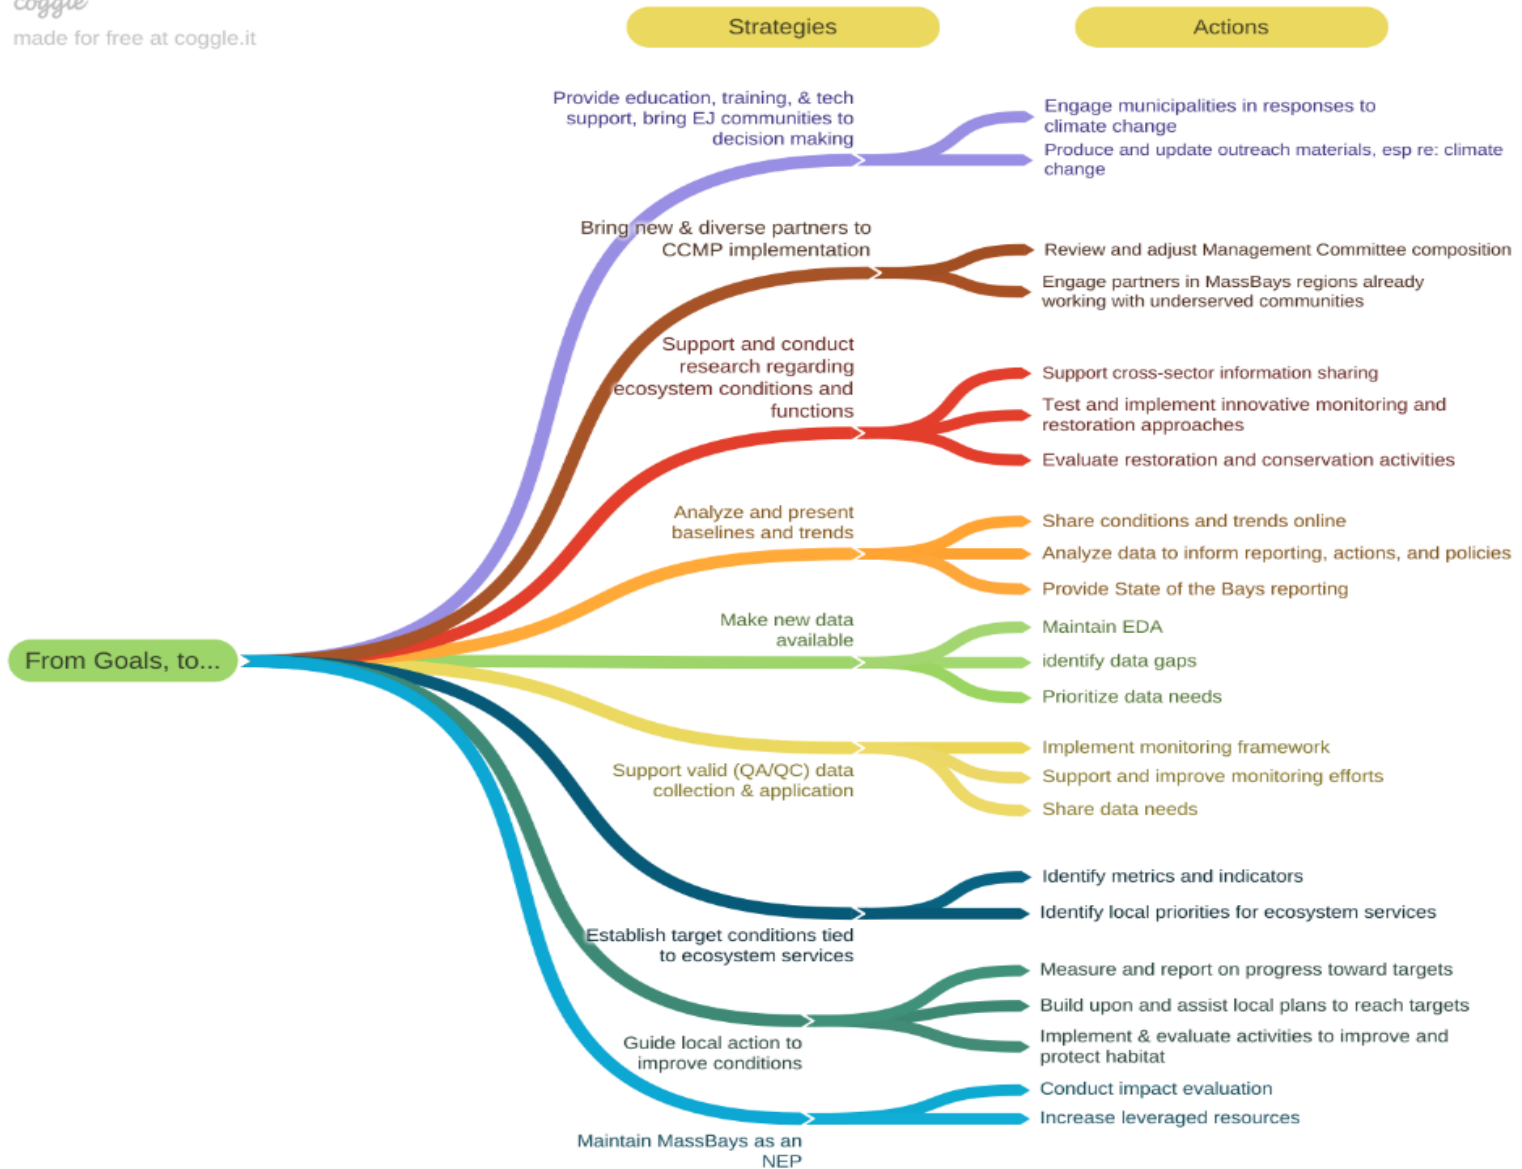 coggle
made for free at coggle.it
Strategies
Actions
Provide education, training, & tech
support, bring EJ communities to
decision making
Engage municipalities in responses to
climate change
Produce and update outreach materials, esp re: climate
change
Bring new & diverse partners to
CCMP implementation
Review and adjust Management Committee composition
Engage partners in MassBays regions already
working with underserved communities
Support and conduct
research regarding
ecosystem conditions and
functions
Support cross-sector information sharing
Test and implement innovative monitoring and
restoration approaches
Evaluate restoration and conservation activities
Analyze and present
baselines and trends
Share conditions and trends online
Analyze data to inform reporting, actions, and policies
Provide State of the Bays reporting
Make new data
available
Maintain EDA
identify data gaps
Prioritize data needs
From Goals, to...
Support valid (QA/QC) data
collection & application
Implement monitoring framework
Support and improve monitoring efforts
Share data needs
Establish target conditions tied
to ecosystem services
Identify metrics and indicators
Identify local priorities for ecosystem services
Guide local action to
improve conditions
Measure and report on progress toward targets
Build upon and assist local plans to reach targets
Implement & evaluate activities to improve and
protect habitat
Maintain MassBays as an
NEP
Conduct impact evaluation
Increase leveraged resources